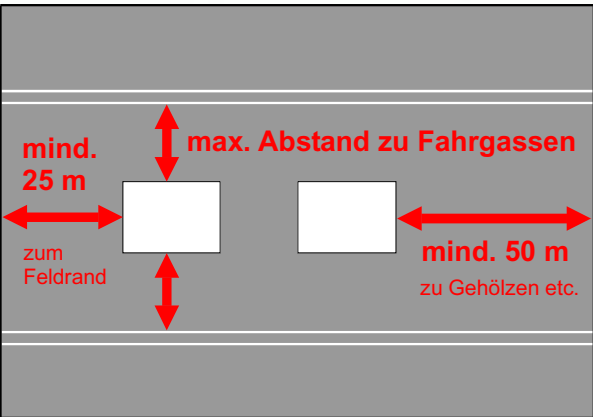 max. Abstand zu Fahrgassen
mind.
25 m
zum
Feldrand
mind. 50 m
zu Gehölzen etc.